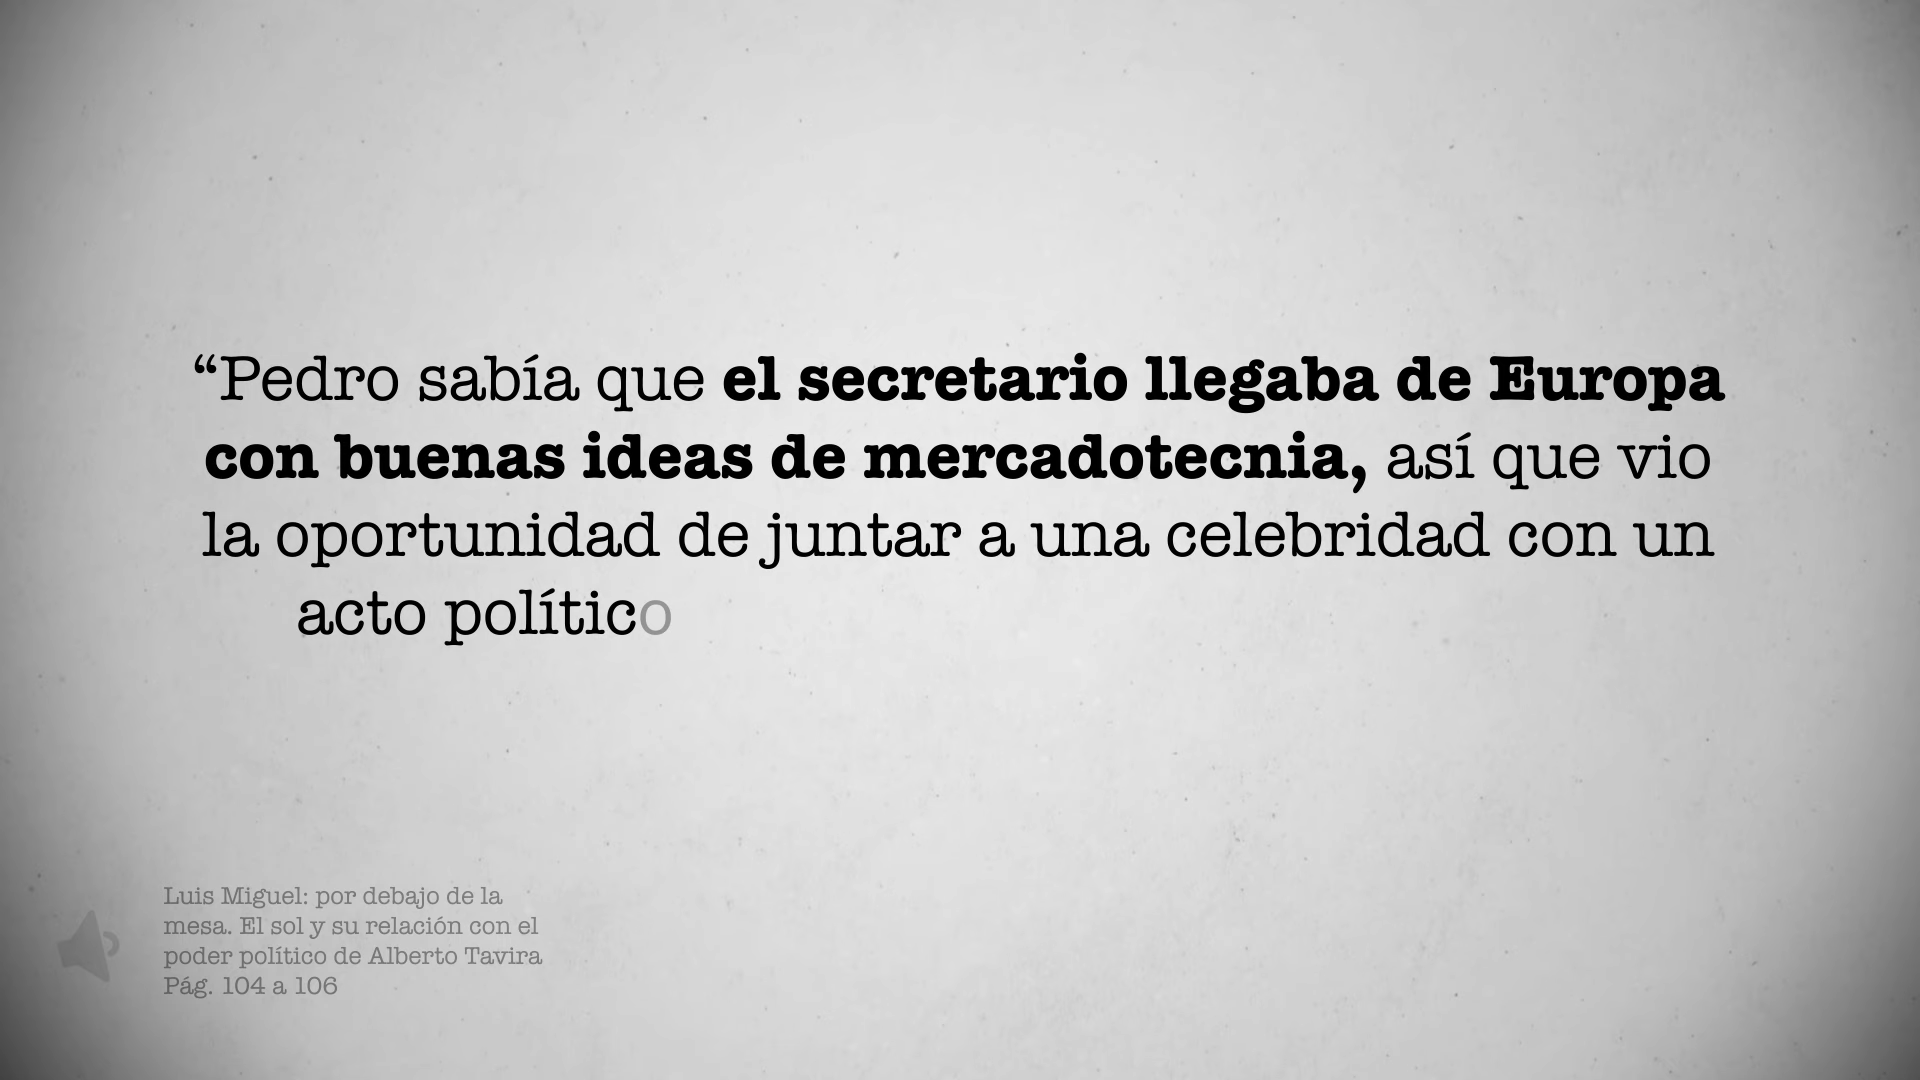 “Pedro sabía que el secretario llegaba de Europa
con buenas ideas de mercadotecnia, así que vio
la oportunidad de juntar a una celebridad con un
acto político
Luis Miguel: por debajo de la
mesa. El sol y su relación con el
poder político de Alberto Tavira
Pág. 104 a 106